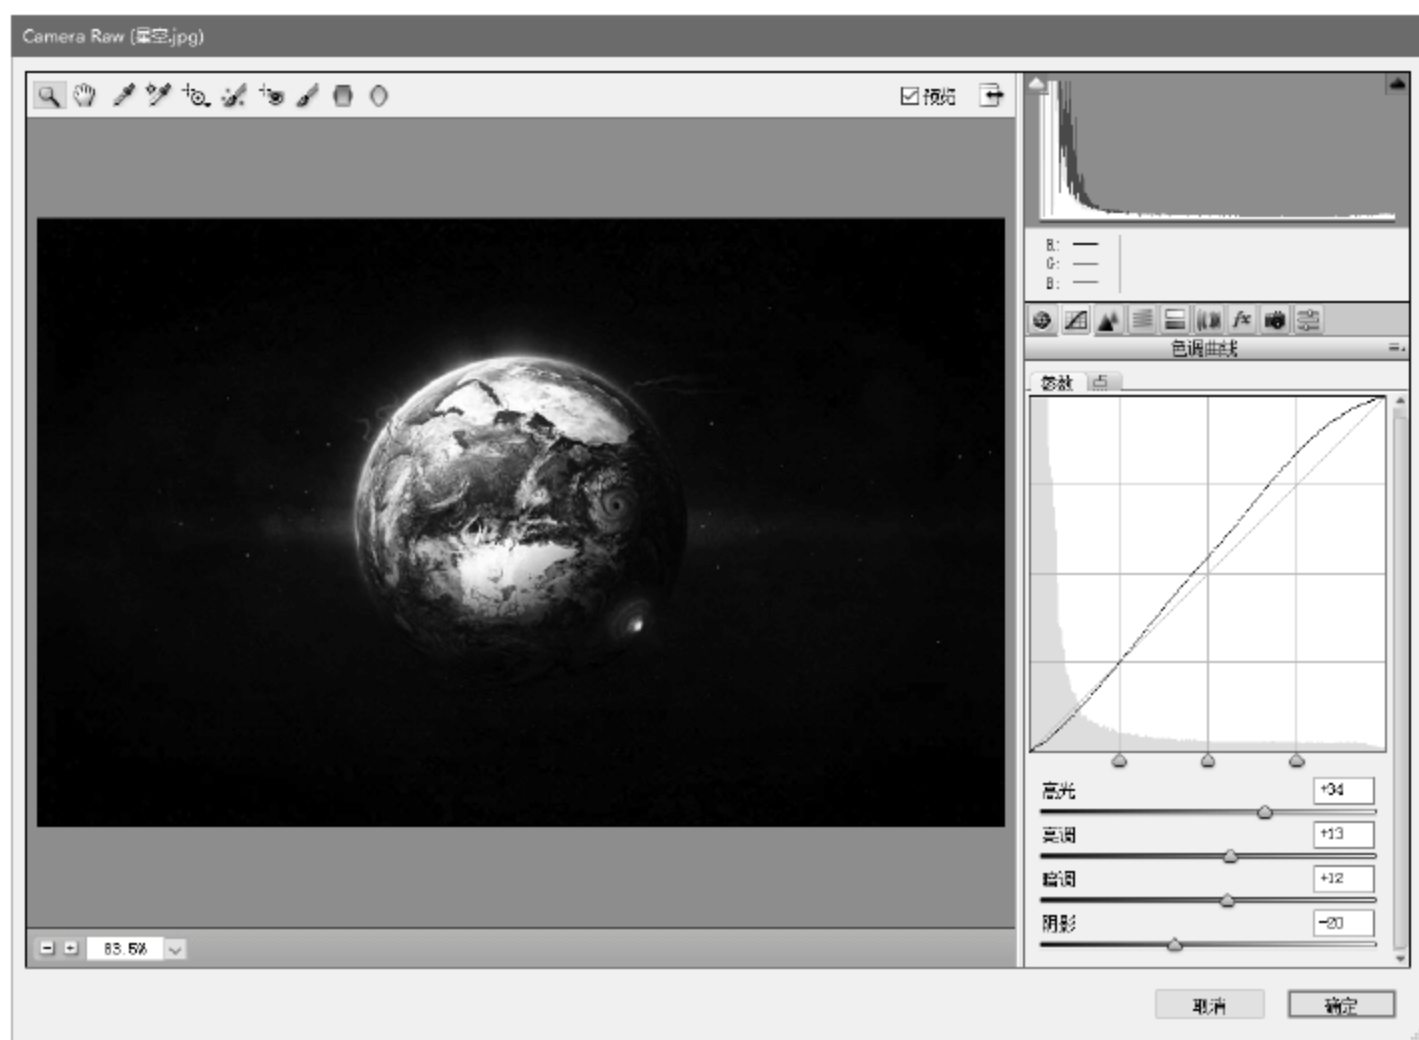 Camera Raw (星空.jpg)
预览
R:
G:
B:
fx
色调曲线
参数 点
高光 +34
亮调 +13
暗调 +12
阴影 -20
83.5%
取消 确定